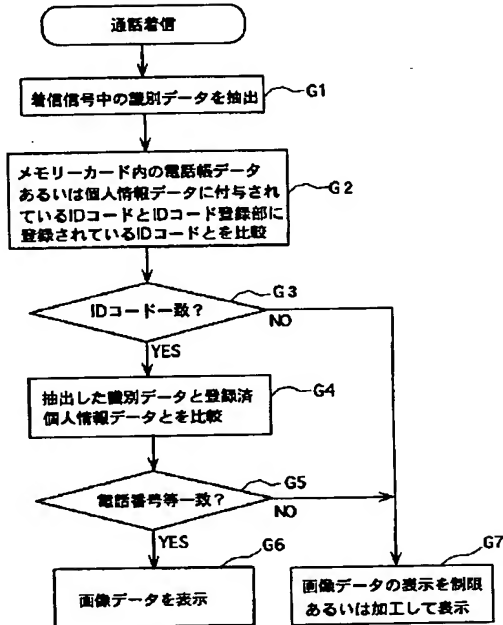 通話着信
着信信号中の識別データを抽出
G1
メモリーカード内の電話帳データ
あるいは個人情報データに付与され
ているIDコードとIDコード登録部に
登録されているIDコードとを比較
G2
IDコード一致?
G3
NO
YES
抽出した識別データと登録済
個人情報データとを比較
G4
電話番号等一致?
G5
NO
YES
G6
画像データを表示
G7
画像データの表示を制限
あるいは加工して表示